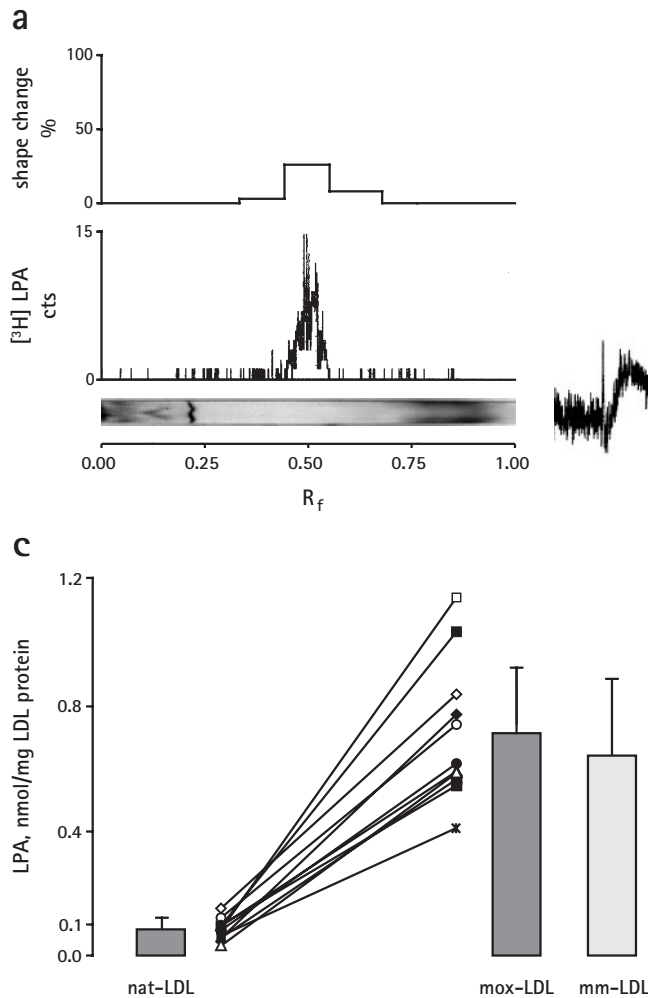 a
shape change
%
100
50
0
[³H] LPA
cts
15
0
0.00 0.25 0.50 0.75 1.00
Rf
c
LPA, nmol/mg LDL protein
1.2
0.8
0.4
0.1
0.0
nat-LDL mox-LDL mm-LDL